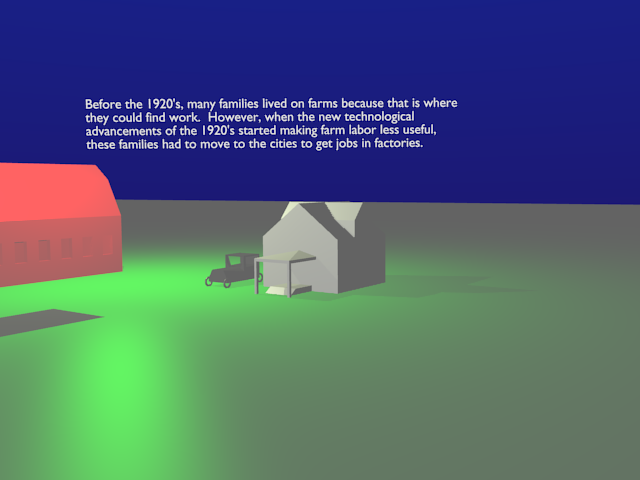 Before the 1920's, many families lived on farms because that is where
they could find work.  However, when the new technological
advancements of the 1920's started making farm labor less useful,
these families had to move to the cities to get jobs in factories.